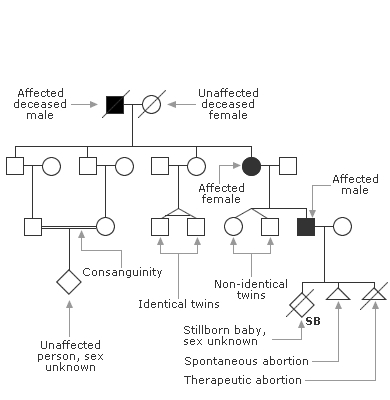 Affected
deceased
male
Unaffected
deceased
female
Affected
female
Affected
male
Consanguinity
Identical twins
Non-identical
twins
Unaffected
person, sex
unknown
Stillborn baby,
sex unknown
SB
Spontaneous abortion
Therapeutic abortion